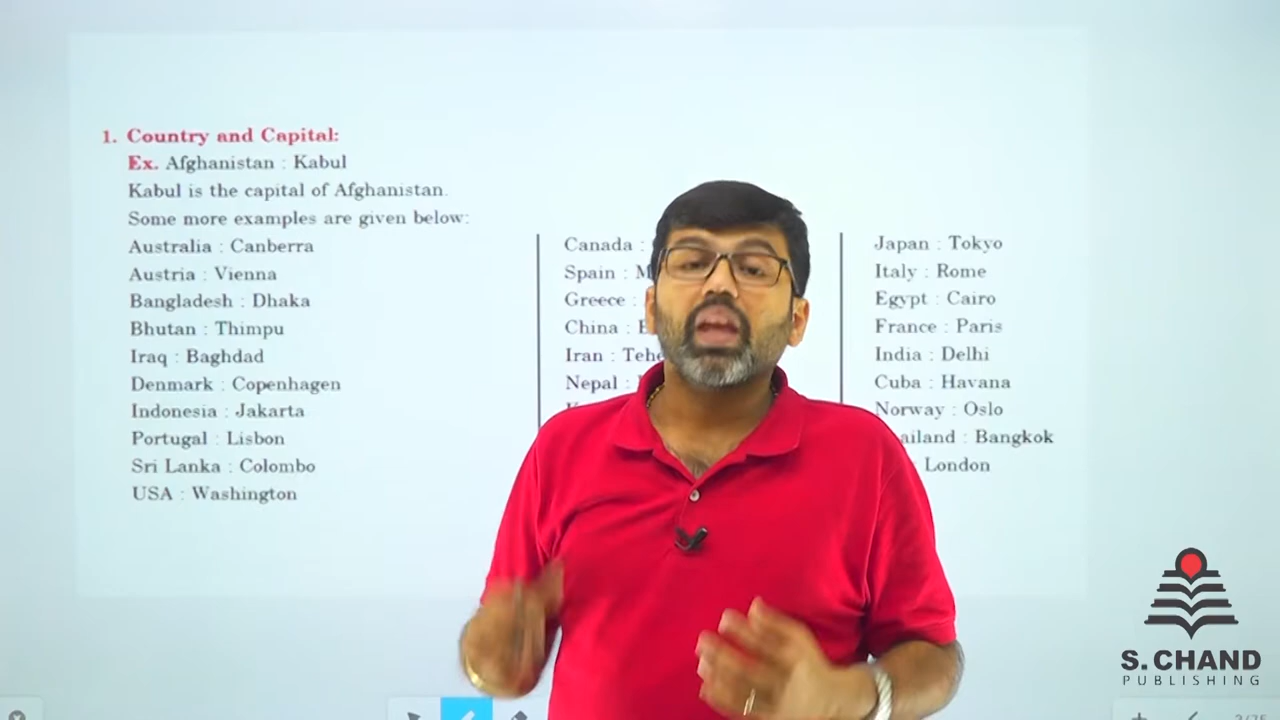 1. Country and Capital:
Ex. Afghanistan : Kabul
Kabul is the capital of Afghanistan.
Some more examples are given below:
Australia : Canberra
Austria : Vienna
Bangladesh : Dhaka
Bhutan : Thimpu
Iraq : Baghdad
Denmark : Copenhagen
Indonesia : Jakarta
Portugal : Lisbon
Sri Lanka : Colombo
USA : Washington
Canada :
Spain :
Greece :
China :
Iran :
Nepal :
Japan : Tokyo
Italy : Rome
Egypt : Cairo
France : Paris
India : Delhi
Cuba : Havana
Norway : Oslo
: Bangkok
: London
S. CHAND
PUBLISHING